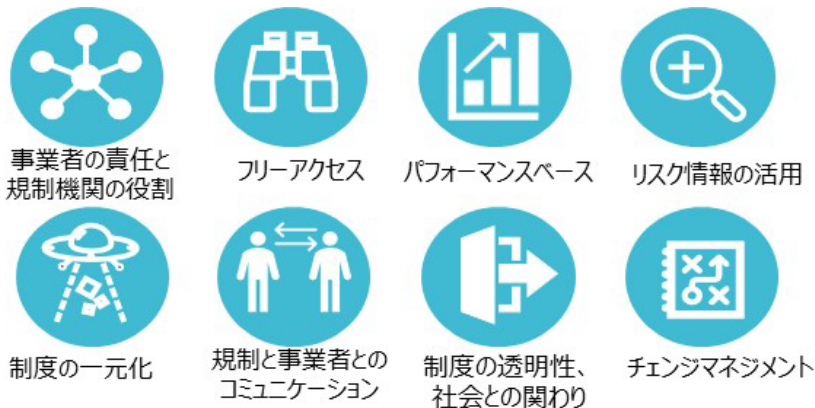 事業者の責任と
規制機関の役割
フリーアクセス
パフォーマンスベース
リスク情報の活用
制度の一元化
規制と事業者との
コミュニケーション
制度の透明性、
社会との関わり
チェンジマネジメント